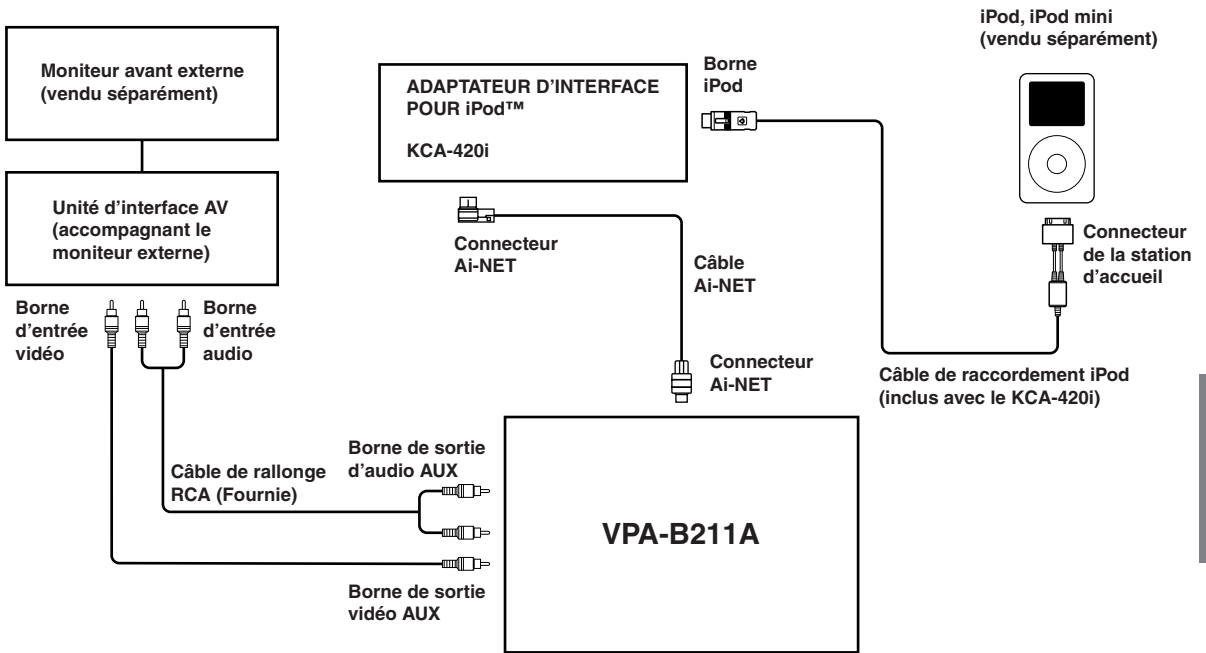 iPod, iPod mini
(vendu séparément)
Moniteur avant externe
(vendu séparément)
ADAPTATEUR D’INTERFACE
POUR iPod™
KCA-420i
Borne
iPod
Unité d’interface AV
(accompagnant le
moniteur externe)
Connecteur
Ai-NET
Câble
Ai-NET
Connecteur
de la station
d’accueil
Borne
d’entrée
vidéo
Borne
d’entrée
audio
Connecteur
Ai-NET
Câble de raccordement iPod
(inclus avec le KCA-420i)
Câble de rallonge
RCA (Fournie)
Borne de sortie
d’audio AUX
VPA-B211A
Borne de sortie
vidéo AUX